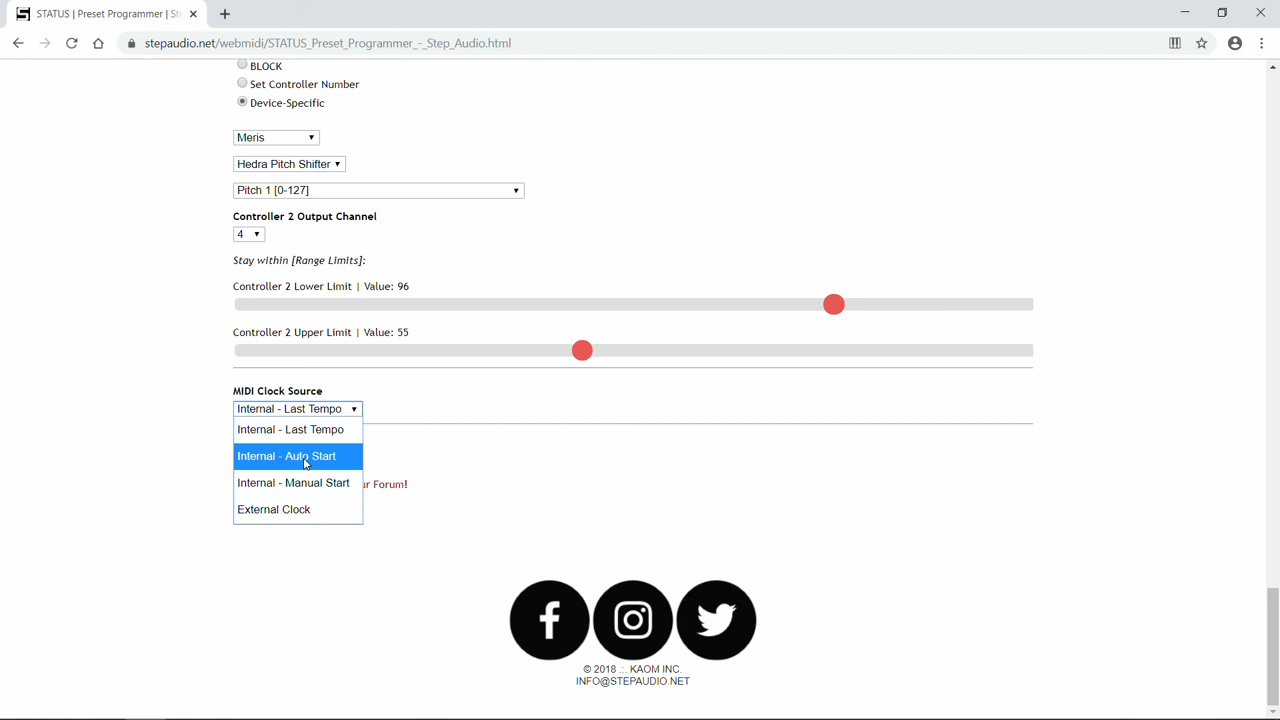 STATUS | Preset Programmer | St
stepaudio.net/webmidi/STATUS_Preset_Programmer_-_Step_Audio.html
BLOCK
Set Controller Number
Device-Specific
Meris
Hedra Pitch Shifter
Pitch 1 [0-127]
Controller 2 Output Channel
4
Stay within [Range Limits]:
Controller 2 Lower Limit | Value: 96
Controller 2 Upper Limit | Value: 55
MIDI Clock Source
Internal - Last Tempo
Internal - Last Tempo
Internal - Auto Start
Internal - Manual Start
ur Forum!
External Clock
© 2018 .:. KAOM INC.
INFO@STEPAUDIO.NET